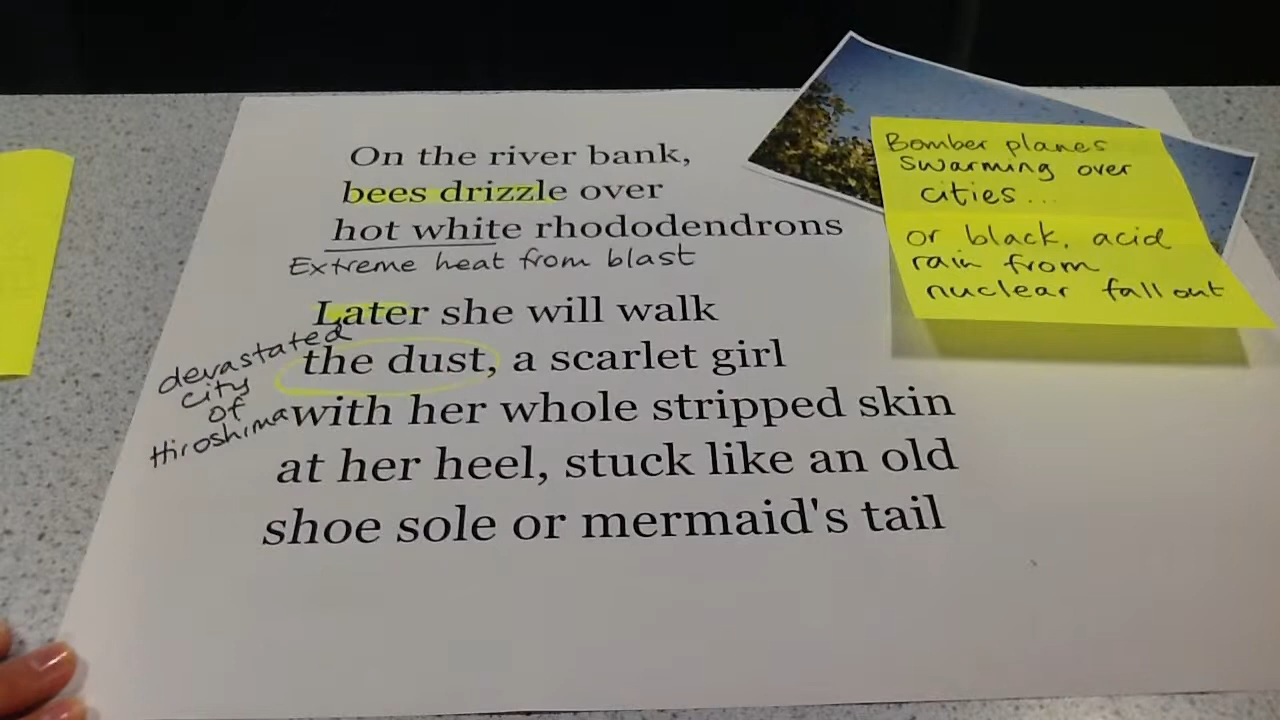 On the river bank,
bees drizzle over
hot white rhododendrons
Extreme heat from blast
Later she will walk
the dust, a scarlet girl
with her whole stripped skin
at her heel, stuck like an old
shoe sole or mermaid's tail
devastated
city
of
Hiroshima
Bomber planes
swarming over
cities...
or black, acid
rain from
nuclear fall out